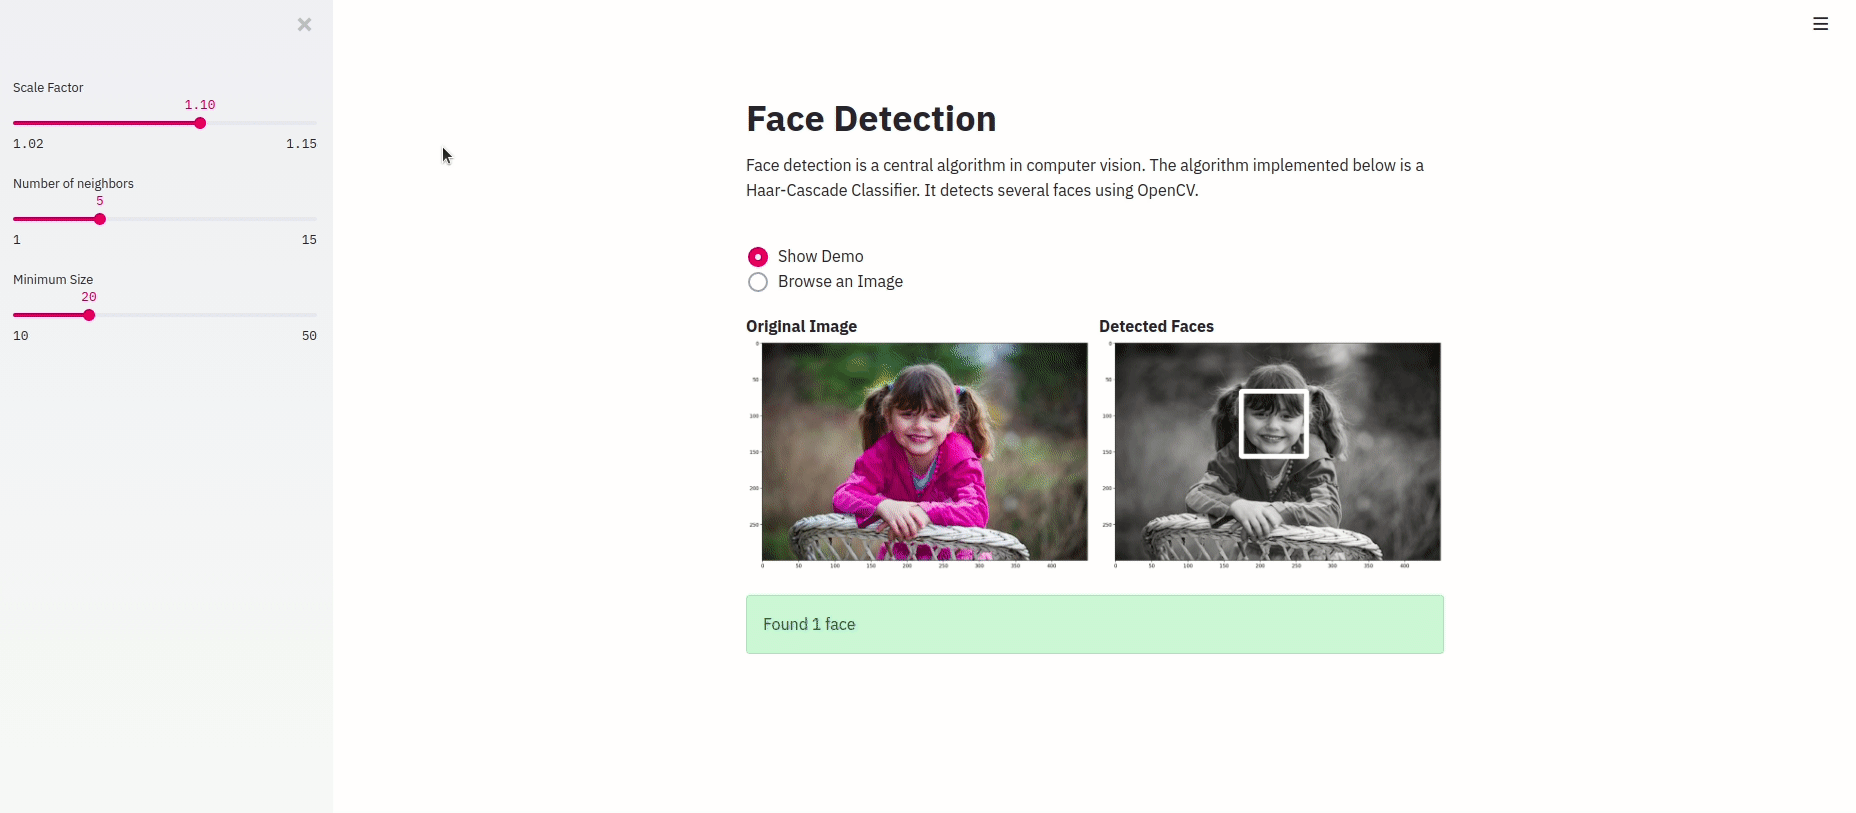 Scale Factor
1.10
1.02 1.15
Number of neighbors
5
1 15
Minimum Size
20
10 50
Face Detection
Face detection is a central algorithm in computer vision. The algorithm implemented below is a
Haar-Cascade Classifier. It detects several faces using OpenCV.
Show Demo
Browse an Image
Original Image
0
50
100
150
200
250
0 50 100 150 200 250 300 350 400
Detected Faces
0
50
100
150
200
250
0 50 100 150 200 250 300 350 400
Found 1 face